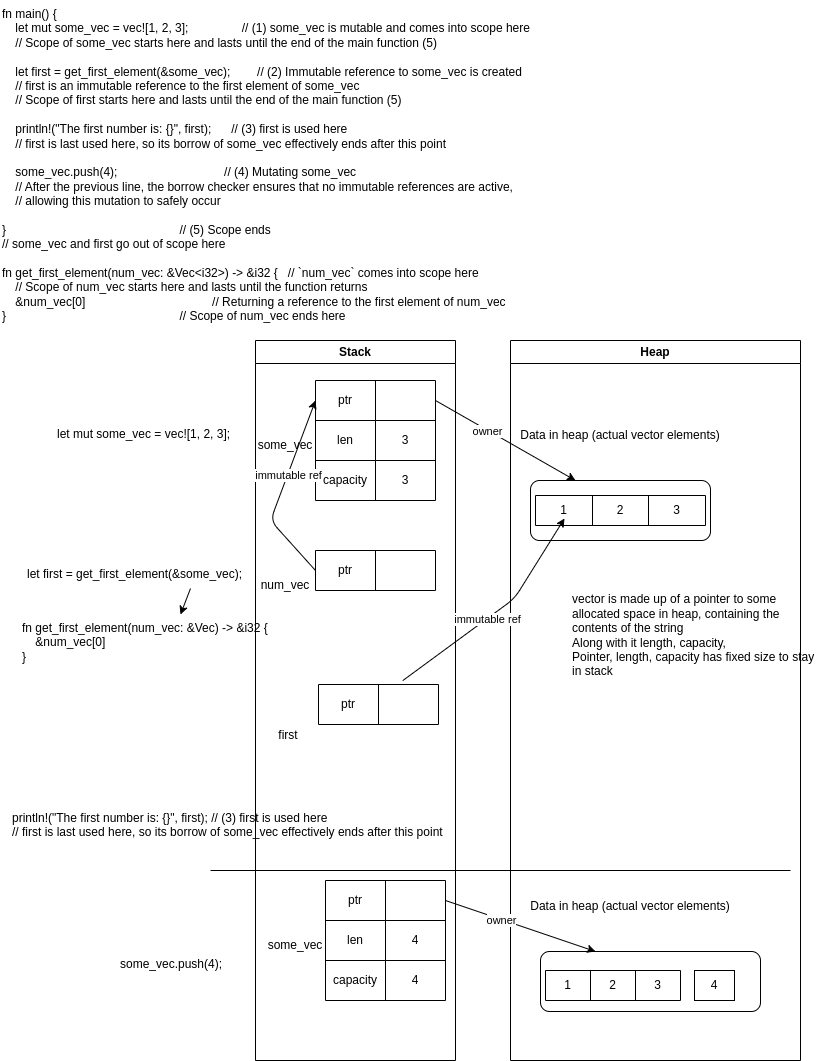 fn main() {
let mut some_vec = vec![1, 2, 3]; // (1) some_vec is mutable and comes into scope here
// Scope of some_vec starts here and lasts until the end of the main function (5)
let first = get_first_element(&some_vec); // (2) Immutable reference to some_vec is created
// first is an immutable reference to the first element of some_vec
// Scope of first starts here and lasts until the end of the main function (5)
println!("The first number is: {}", first); // (3) first is used here
// first is last used here, so its borrow of some_vec effectively ends after this point
some_vec.push(4); // (4) Mutating some_vec
// After the previous line, the borrow checker ensures that no immutable references are active,
// allowing this mutation to safely occur
} // (5) Scope ends
// some_vec and first go out of scope here
fn get_first_element(num_vec: &Vec<i32>) -> &i32 { // `num_vec` comes into scope here
// Scope of num_vec starts here and lasts until the function returns
&num_vec[0] // Returning a reference to the first element of num_vec
} // Scope of num_vec ends here
Stack
Heap
let mut some_vec = vec![1, 2, 3];
some_vec
ptr
len 3
capacity 3
owner
Data in heap (actual vector elements)
1 2 3
immutable ref
let first = get_first_element(&some_vec);
num_vec
ptr
fn get_first_element(num_vec: &Vec) -> &i32 {
&num_vec[0]
}
immutable ref
vector is made up of a pointer to some
allocated space in heap, containing the
contents of the string
Along with it length, capacity,
Pointer, length, capacity has fixed size to stay
in stack
ptr
first
println!("The first number is: {}", first); // (3) first is used here
// first is last used here, so its borrow of some_vec effectively ends after this point
some_vec.push(4);
some_vec
ptr
len 4
capacity 4
owner
Data in heap (actual vector elements)
1 2 3 4